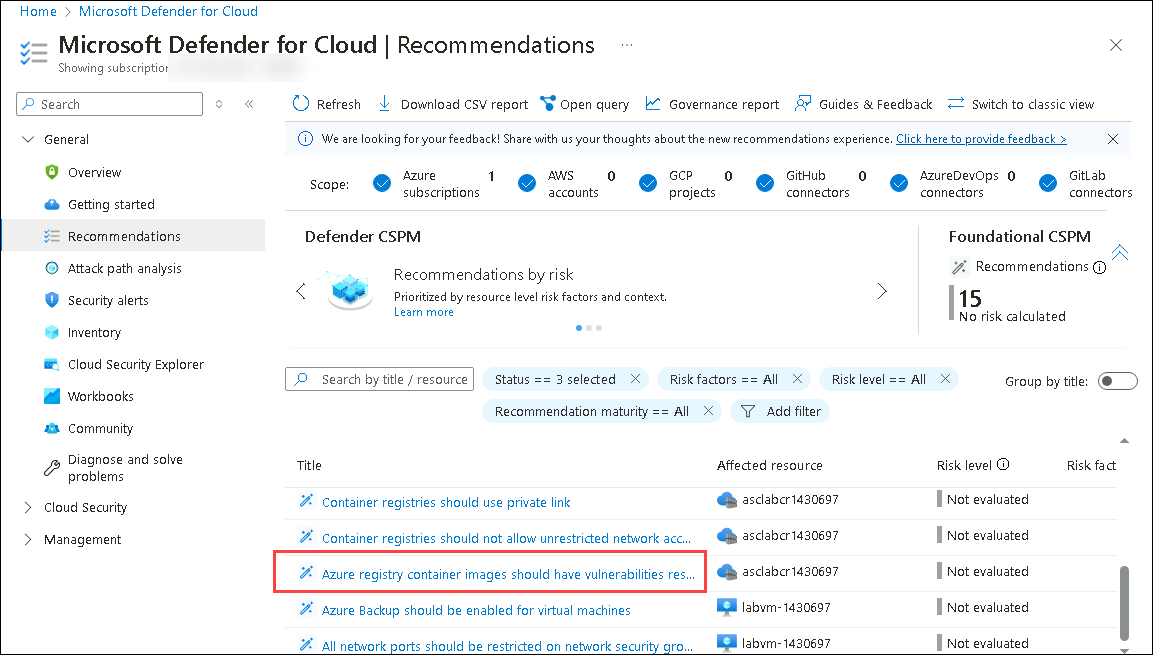 Home > Microsoft Defender for Cloud
Microsoft Defender for Cloud | Recommendations ...
Showing subscription
Search
General
Overview
Getting started
Recommendations
Attack path analysis
Security alerts
Inventory
Cloud Security Explorer
Workbooks
Community
Diagnose and solve
problems
Cloud Security
Management
Refresh Download CSV report Open query Governance report Guides & Feedback Switch to classic view
We are looking for your feedback! Share with us your thoughts about the new recommendations experience. Click here to provide feedback >
Scope:
Azure subscriptions 1
AWS accounts 0
GCP projects 0
GitHub connectors 0
AzureDevOps connectors 0
GitLab connectors
Defender CSPM
Recommendations by risk
Prioritized by resource level risk factors and context.
Learn more
Foundational CSPM
Recommendations
15
No risk calculated
Search by title / resource
Status == 3 selected
Risk factors == All
Risk level == All
Group by title:
Recommendation maturity == All
Add filter
Title Affected resource Risk level Risk fact
Container registries should use private link asclabcr1430697 Not evaluated
Container registries should not allow unrestricted network acc... asclabcr1430697 Not evaluated
Azure registry container images should have vulnerabilities res... asclabcr1430697 Not evaluated
Azure Backup should be enabled for virtual machines labvm-1430697 Not evaluated
All network ports should be restricted on network security gro... labvm-1430697 Not evaluated